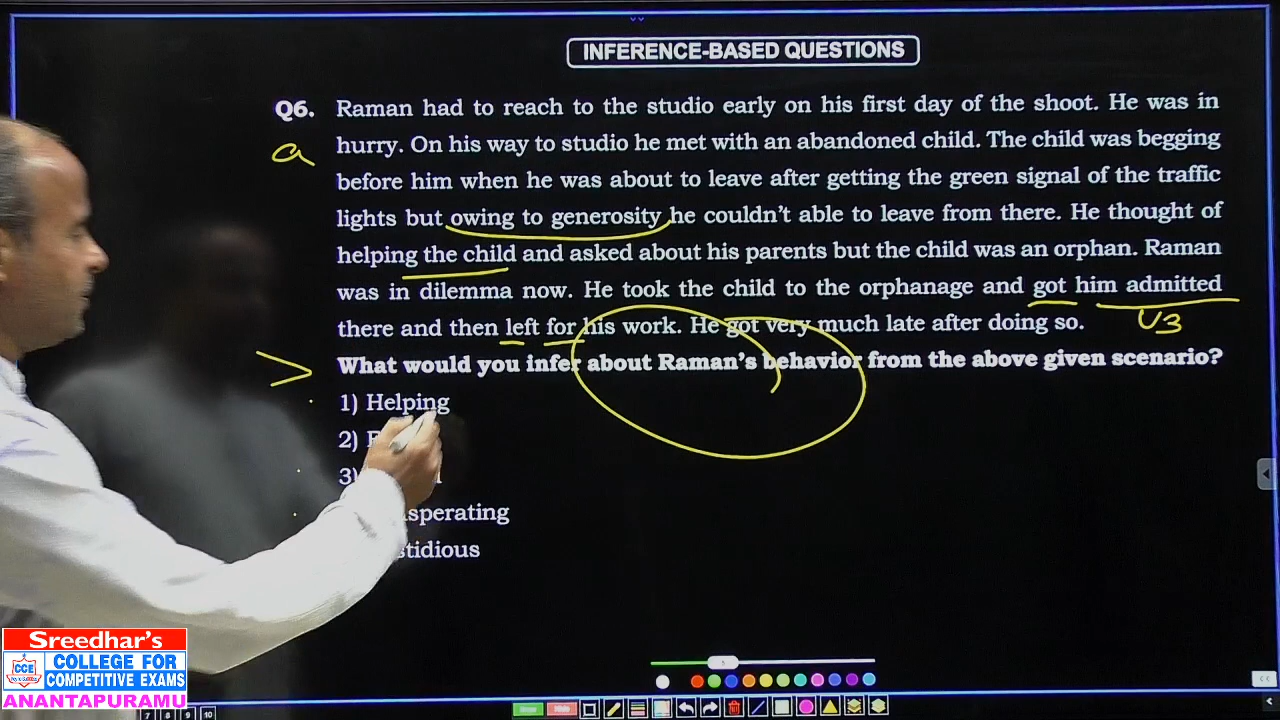 INFERENCE-BASED QUESTIONS
Q6. Raman had to reach to the studio early on his first day of the shoot. He was in
a hurry. On his way to studio he met with an abandoned child. The child was begging
before him when he was about to leave after getting the green signal of the traffic
lights but owing to generosity he couldn't able to leave from there. He thought of
helping the child and asked about his parents but the child was an orphan. Raman
was in dilemma now. He took the child to the orphanage and got him admitted
there and then left for his work. He got very much late after doing so. V3
What would you infer about Raman's behavior from the above given scenario?
1) Helping
2)
3)
Sreedhar's
CCE COLLEGE FOR
COMPETITIVE EXAMS
ANANTAPURAMU
7 8 9 10